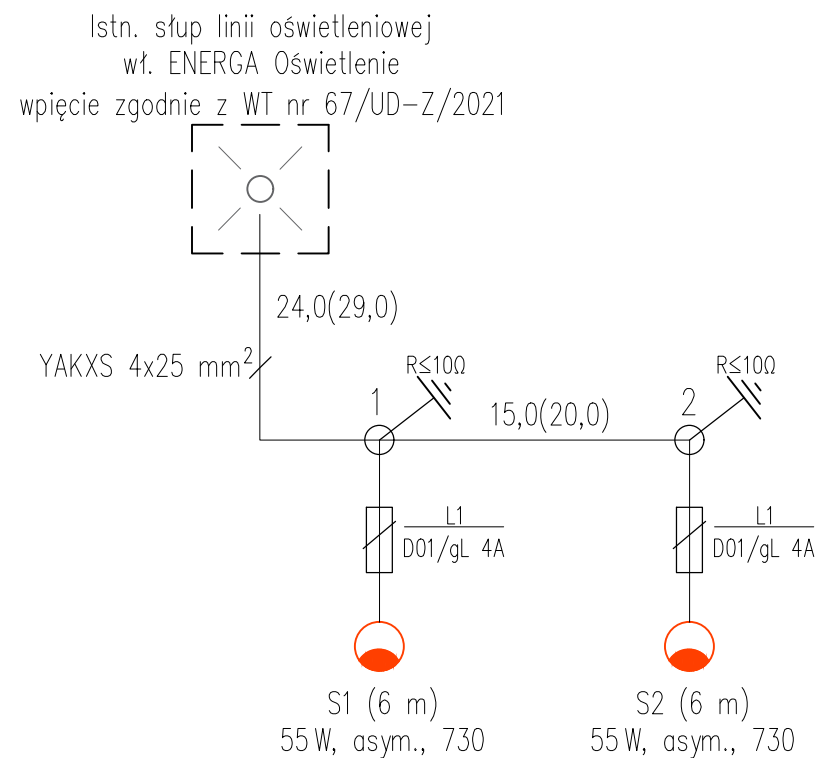 Istn. słup linii oświetleniowej
wł. ENERGA Oświetlenie
wpięcie zgodnie z WT nr 67/UD-Z/2021
24,0(29,0)
YAKXS 4x25 mm²
R≤10Ω
R≤10Ω
1
15,0(20,0)
2
L1
D01/gL 4A
L1
D01/gL 4A
S1 (6 m)
55W, asym., 730
S2 (6 m)
55W, asym., 730